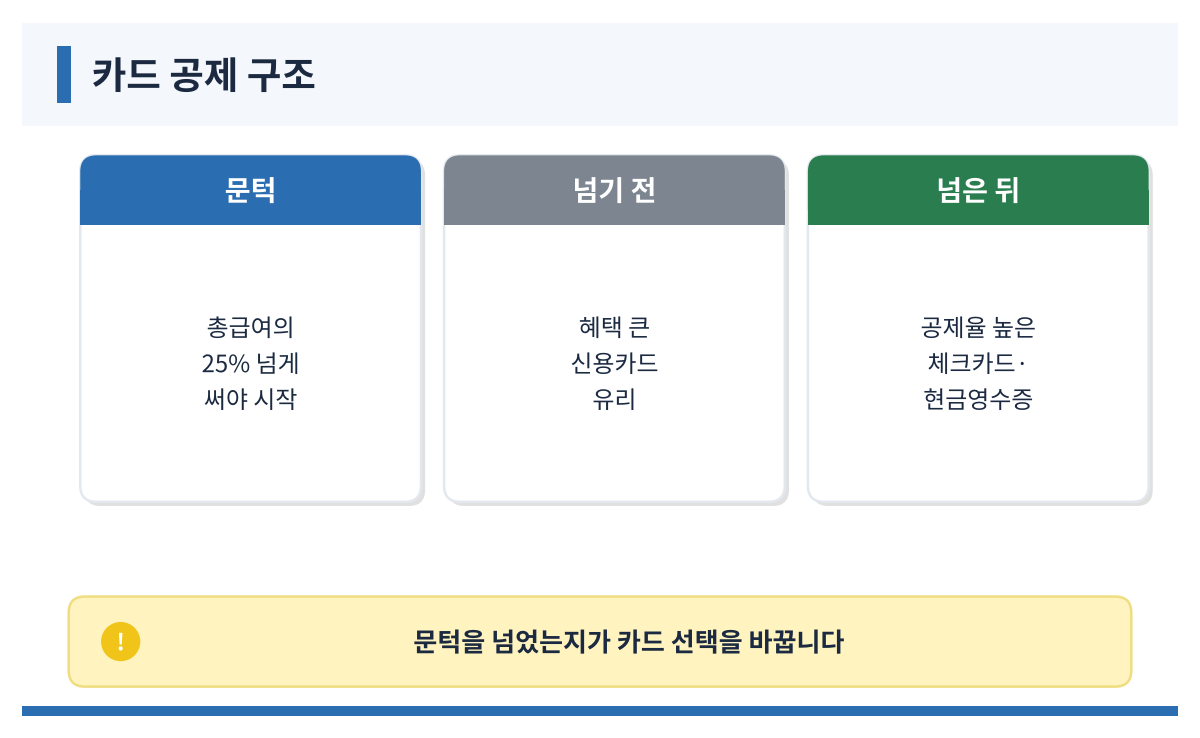 카드 공제 구조
문턱
총급여의
25% 넘게
써야 시작
넘기 전
혜택 큰
신용카드
유리
넘은 뒤
공제율 높은
체크카드·
현금영수증
!
문턱을 넘었는지가 카드 선택을 바꿉니다